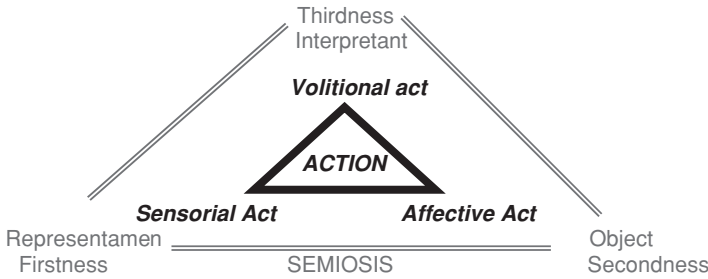 Thirdness
Interpretant
Volitional act
ACTION
Sensorial Act Affective Act
Representamen Object
Firstness SEMIOSIS Secondness